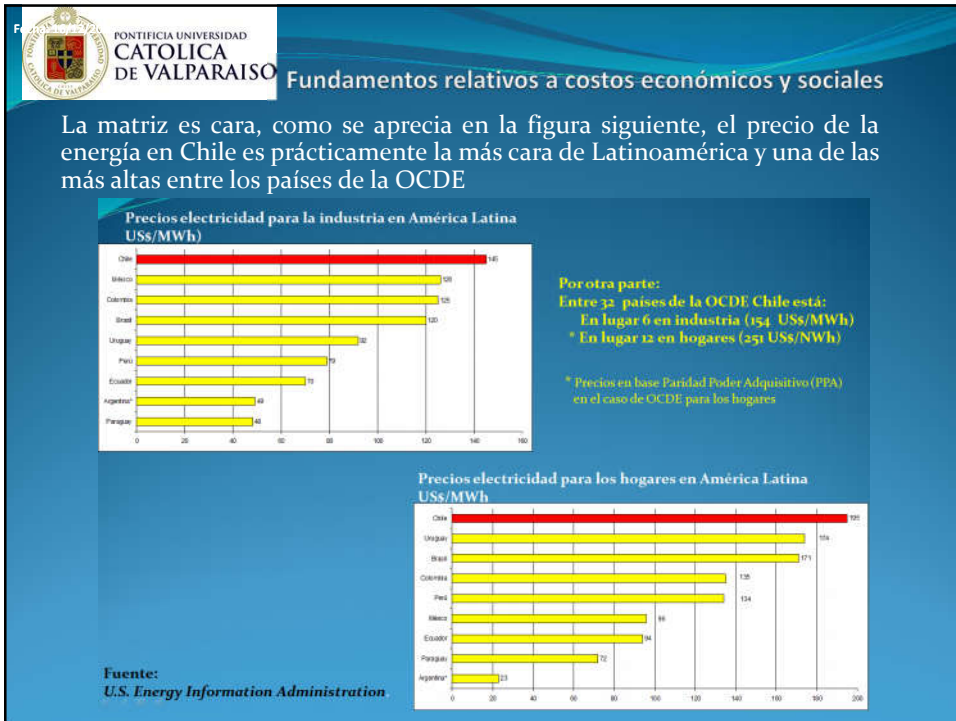 PONTIFICIA UNIVERSIDAD
CATOLICA
DE VALPARAISO
Fundamentos relativos a costos económicos y sociales
La matriz es cara, como se aprecia en la figura siguiente, el precio de la
energía en Chile es prácticamente la más cara de Latinoamérica y una de las
más altas entre los países de la OCDE
Precios electricidad para la industria en América Latina
US$/MWh)
Chile 145
México
Colombia 125
Brasil 120
Uruguay 92
Perú 79
Ecuador 70
Argentina* 49
Paraguay 48
0 20 40 60 80 100 120 140 160
Por otra parte:
Entre 32 países de la OCDE Chile está:
En lugar 6 en industria (154 US$/MWh)
* En lugar 12 en hogares (251 US$/NWh)
* Precios en base Paridad Poder Adquisitivo (PPA)
en el caso de OCDE para los hogares
Precios electricidad para los hogares en América Latina
US$/MWh
Chile 195
Uruguay 174
Brasil 171
Colombia 135
Perú 134
México 96
Ecuador 94
Paraguay 72
Argentina* 23
0 20 40 60 80 100 120 140 160 180 200
Fuente:
U.S. Energy Information Administration.